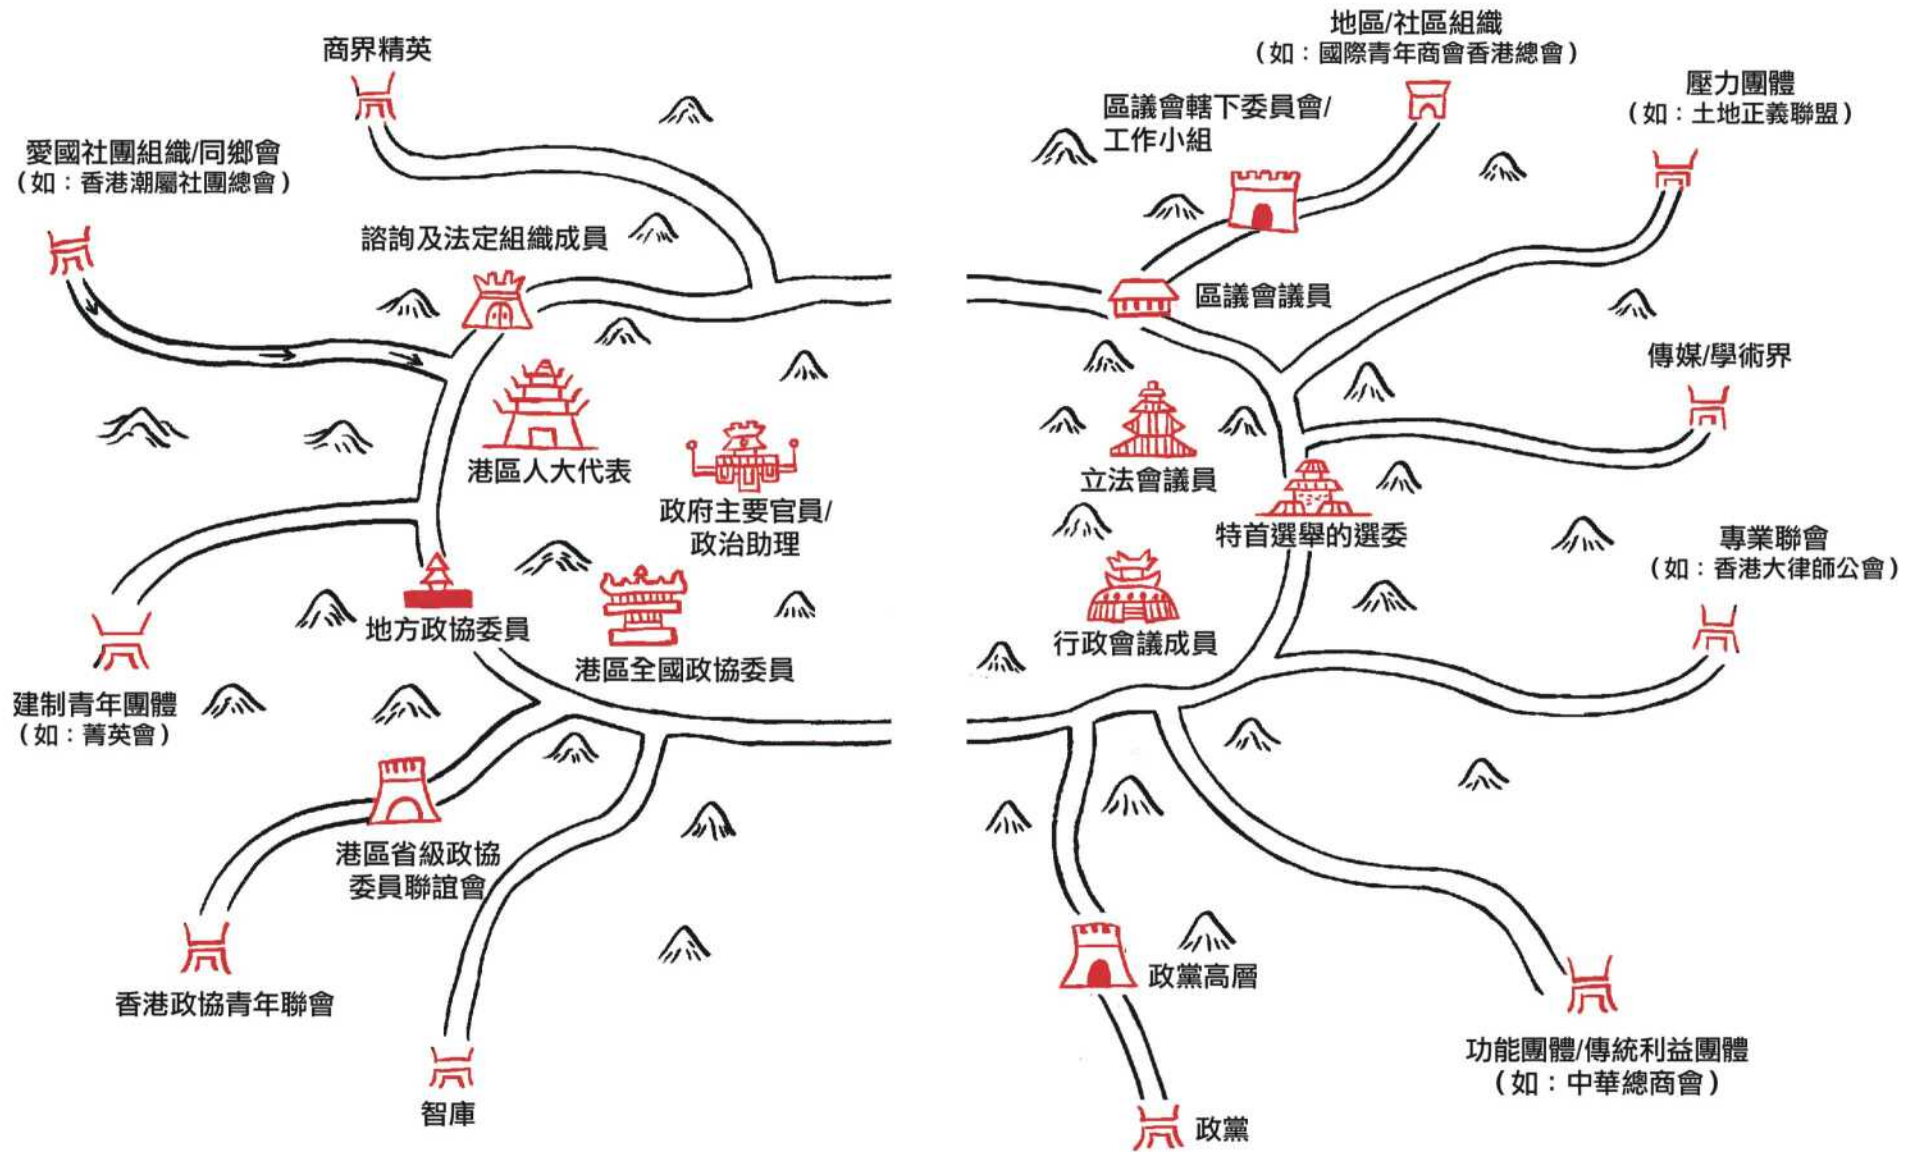 商界精英
愛國社團組織/同鄉會
（如：香港潮屬社團總會）
諮詢及法定組織成員
港區人大代表
政府主要官員/
政治助理
地方政協委員
港區全國政協委員
建制青年團體
（如：菁英會）
港區省級政協
委員聯誼會
香港政協青年聯會
智庫
地區/社區組織
（如：國際青年商會香港總會）
區議會轄下委員會/
工作小組
壓力團體
（如：土地正義聯盟）
區議會議員
傳媒/學術界
立法會議員
特首選舉的選委
專業聯會
（如：香港大律師公會）
行政會議成員
政黨高層
功能團體/傳統利益團體
（如：中華總商會）
政黨